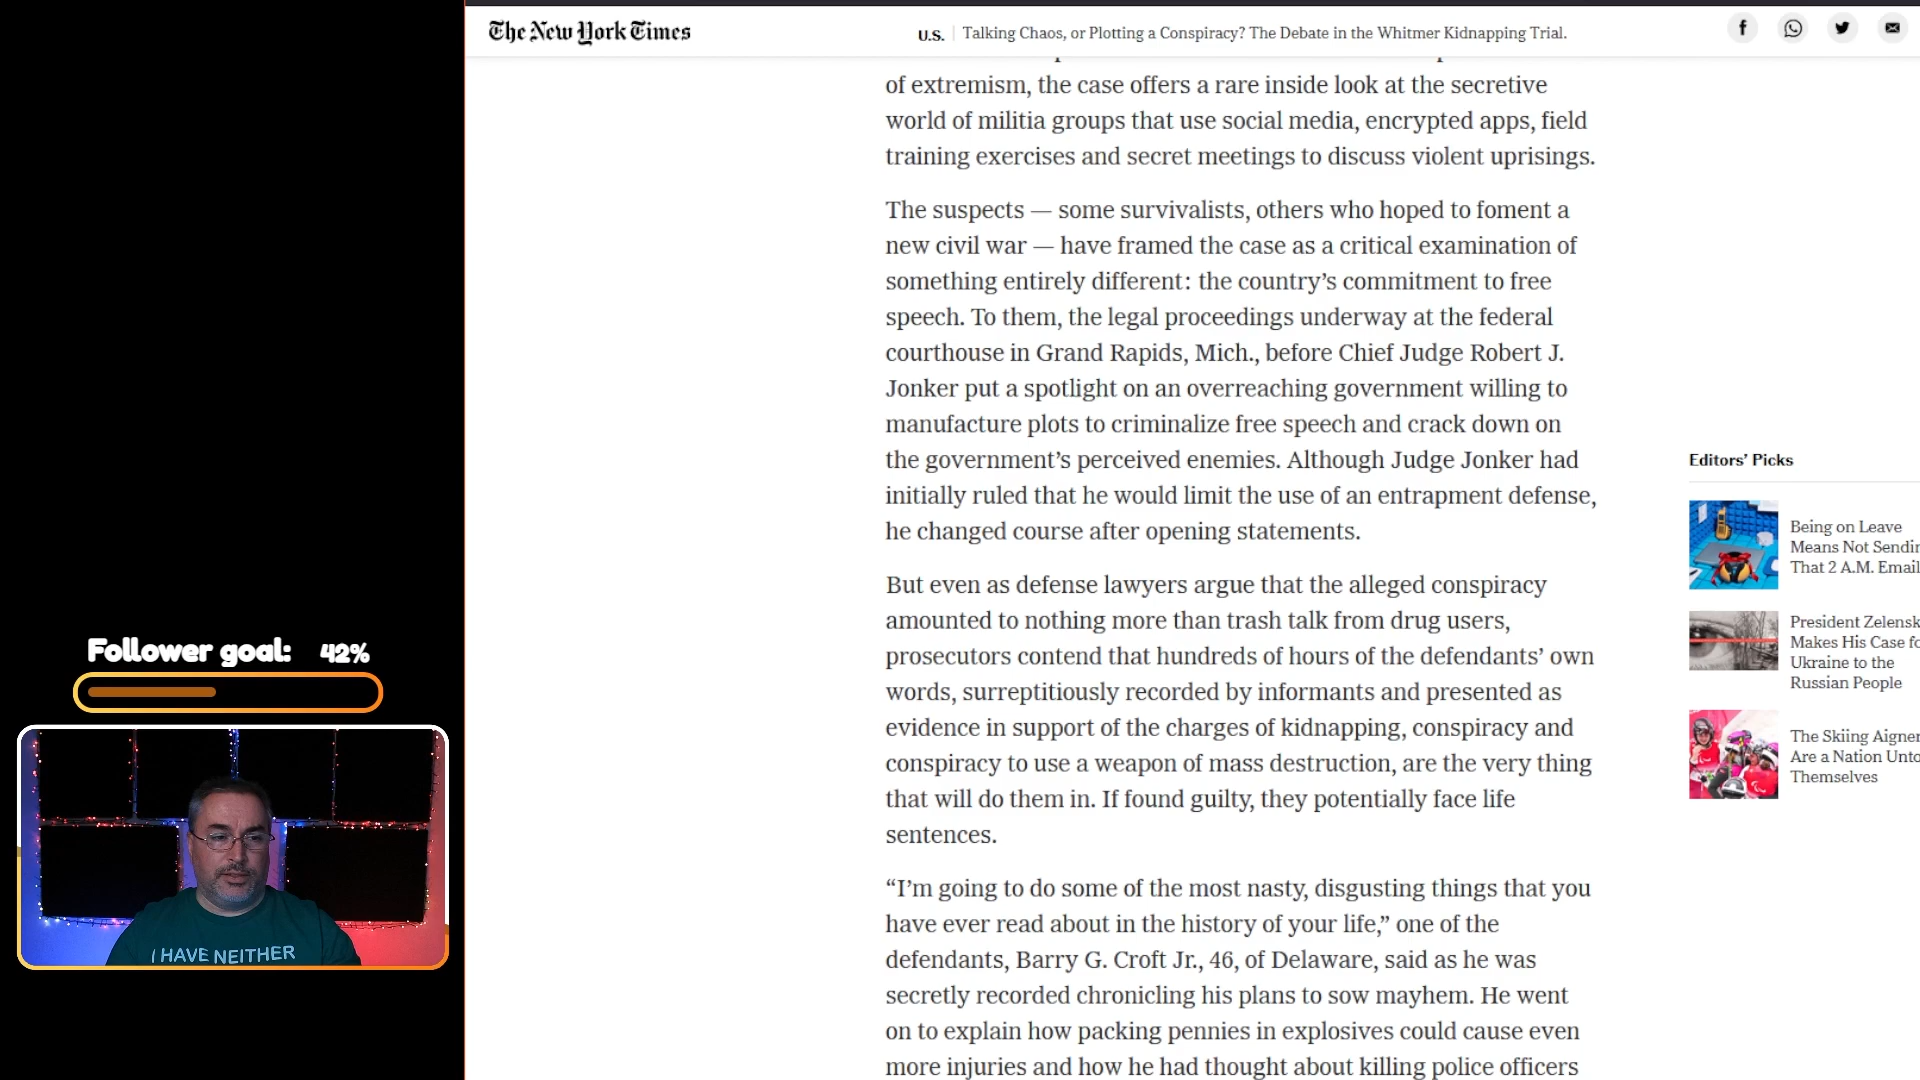 The New York Times
U.S. Talking Chaos, or Plotting a Conspiracy? The Debate in the Whitmer Kidnapping Trial.
of extremism, the case offers a rare inside look at the secretive
world of militia groups that use social media, encrypted apps, field
training exercises and secret meetings to discuss violent uprisings.
The suspects — some survivalists, others who hoped to foment a
new civil war — have framed the case as a critical examination of
something entirely different: the country’s commitment to free
speech. To them, the legal proceedings underway at the federal
courthouse in Grand Rapids, Mich., before Chief Judge Robert J.
Jonker put a spotlight on an overreaching government willing to
manufacture plots to criminalize free speech and crack down on
the government’s perceived enemies. Although Judge Jonker had
initially ruled that he would limit the use of an entrapment defense,
he changed course after opening statements.
But even as defense lawyers argue that the alleged conspiracy
amounted to nothing more than trash talk from drug users,
prosecutors contend that hundreds of hours of the defendants’ own
words, surreptitiously recorded by informants and presented as
evidence in support of the charges of kidnapping, conspiracy and
conspiracy to use a weapon of mass destruction, are the very thing
that will do them in. If found guilty, they potentially face life
sentences.
“I’m going to do some of the most nasty, disgusting things that you
have ever read about in the history of your life,” one of the
defendants, Barry G. Croft Jr., 46, of Delaware, said as he was
secretly recorded chronicling his plans to sow mayhem. He went
on to explain how packing pennies in explosives could cause even
more injuries and how he had thought about killing police officers
Editors’ Picks
Being on Leave
Means Not Sendin
That 2 A.M. Email
President Zelensk
Makes His Case fo
Ukraine to the
Russian People
The Skiing Aigner
Are a Nation Unto
Themselves
Follower goal: 42%
I HAVE NEITHER